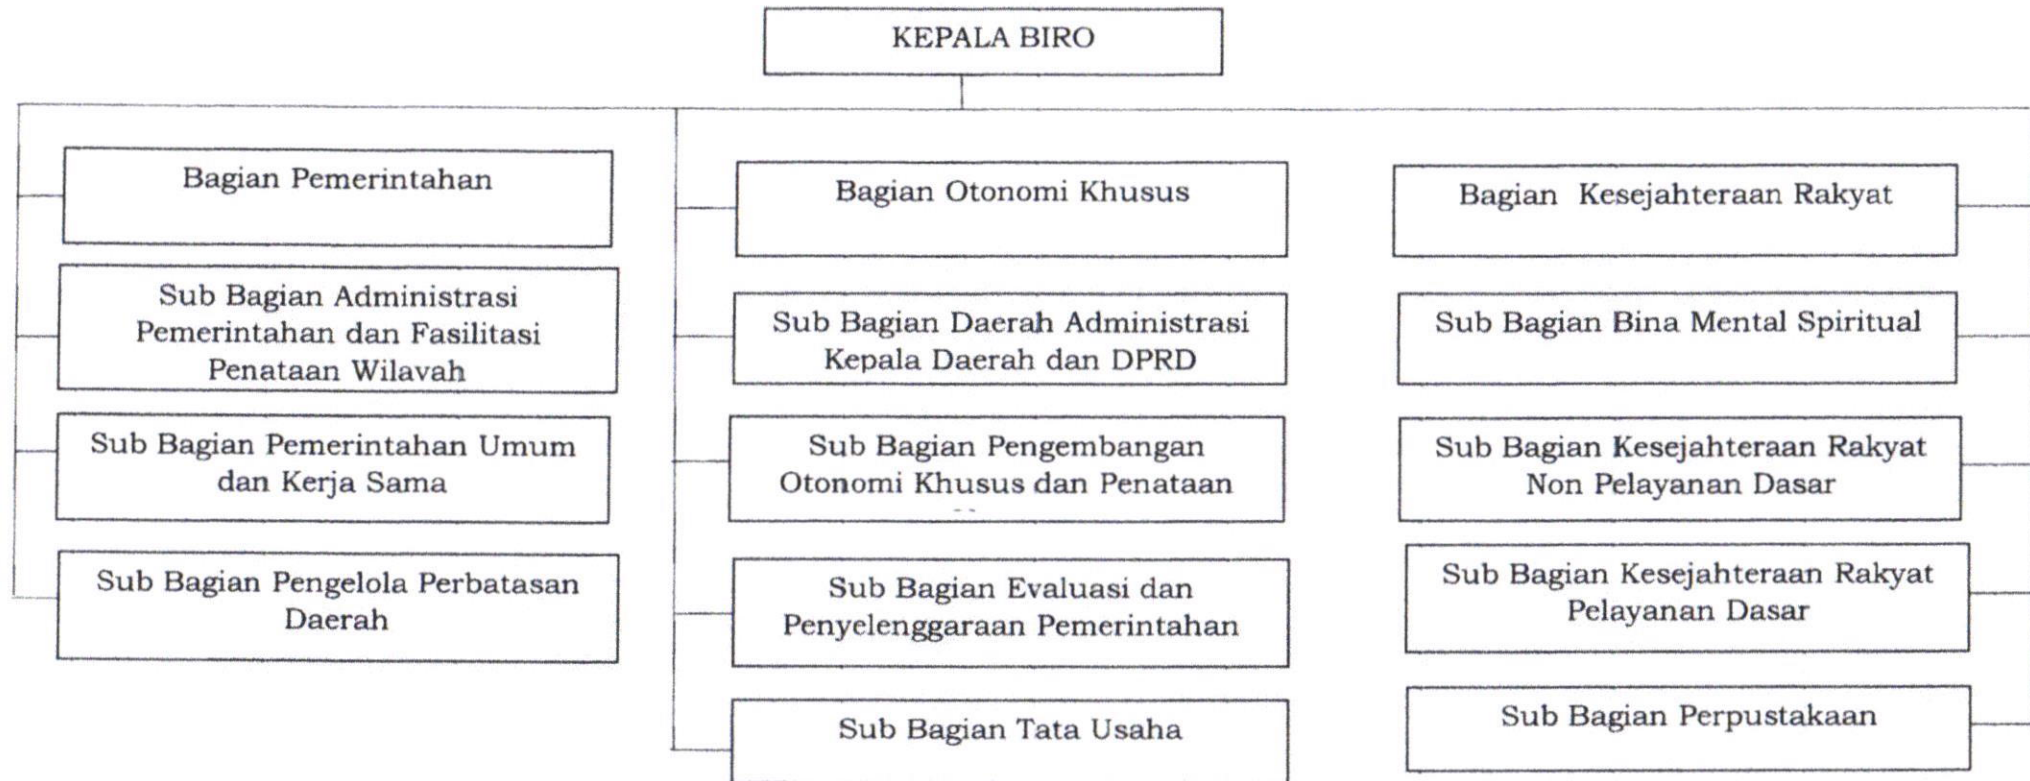 KEPALA BIRO
Bagian Pemerintahan
Sub Bagian Administrasi
Pemerintahan dan Fasilitasi
Penataan Wilavah
Sub Bagian Pemerintahan Umum
dan Kerja Sama
Sub Bagian Pengelola Perbatasan
Daerah
Bagian Otonomi Khusus
Sub Bagian Daerah Administrasi
Kepala Daerah dan DPRD
Sub Bagian Pengembangan
Otonomi Khusus dan Penataan
Sub Bagian Evaluasi dan
Penyelenggaraan Pemerintahan
Sub Bagian Tata Usaha
Bagian Kesejahteraan Rakyat
Sub Bagian Bina Mental Spiritual
Sub Bagian Kesejahteraan Rakyat
Non Pelayanan Dasar
Sub Bagian Kesejahteraan Rakyat
Pelayanan Dasar
Sub Bagian Perpustakaan